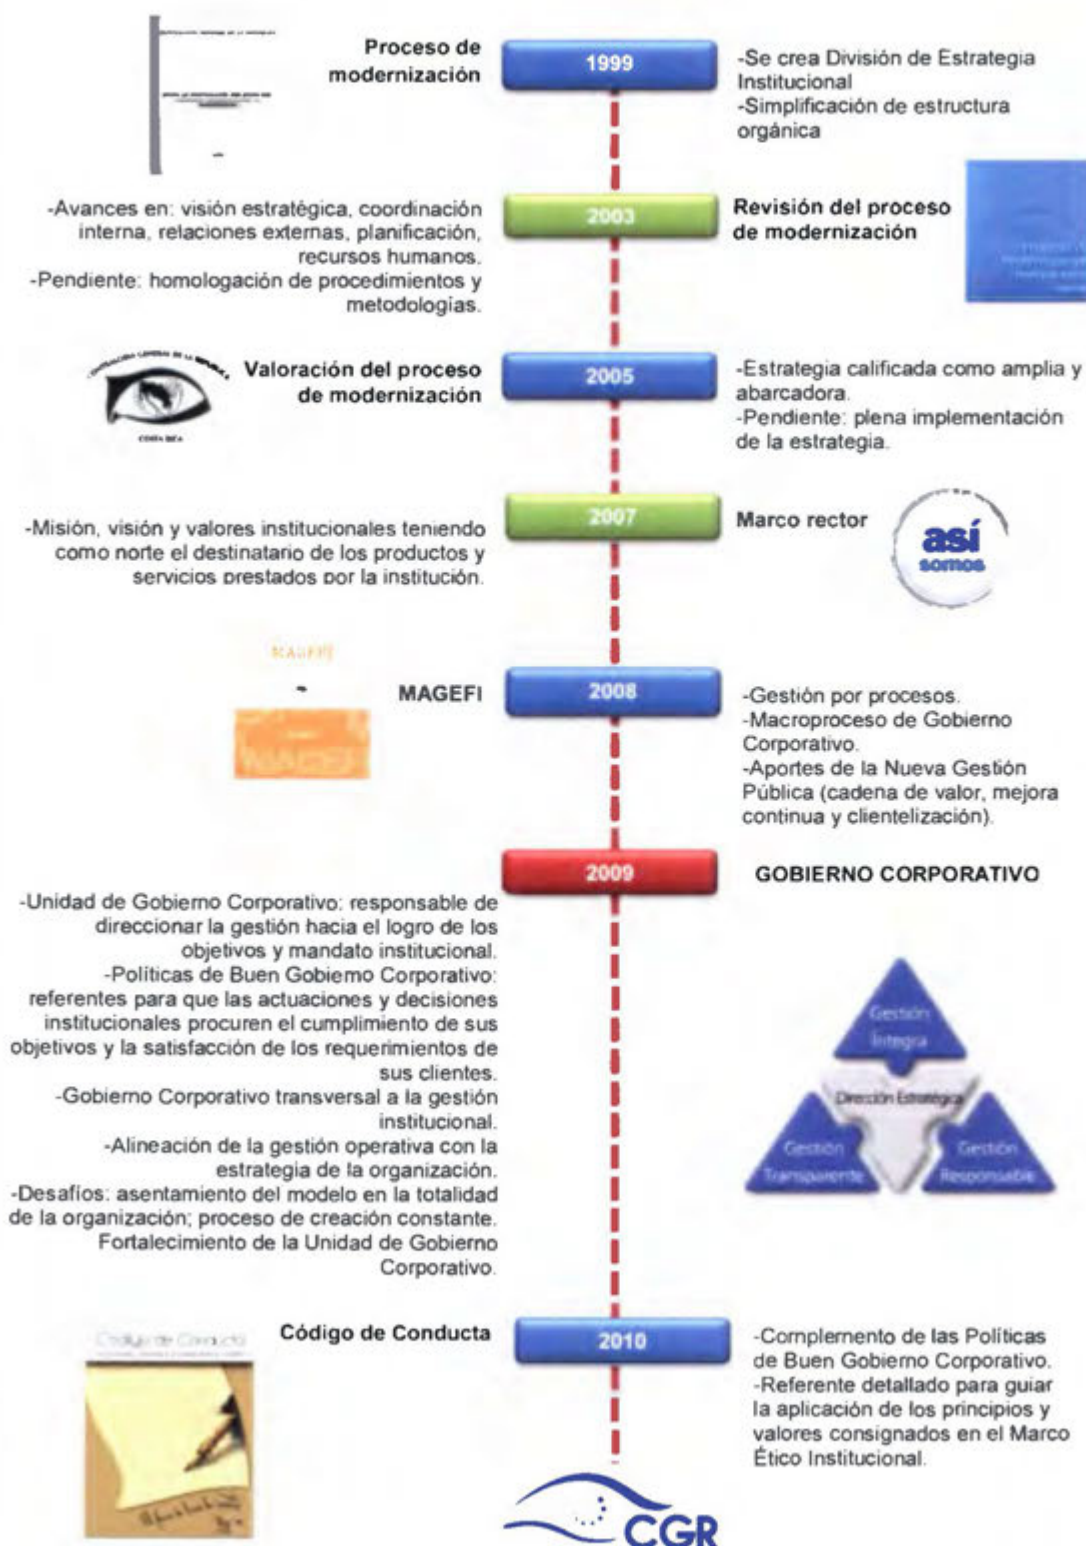 Proceso de
modernización
1999
-Se crea División de Estrategia
Institucional
-Simplificación de estructura
orgánica
-Avances en: visión estratégica, coordinación
interna, relaciones externas, planificación,
recursos humanos.
-Pendiente: homologación de procedimientos y
metodologías.
2003
Revisión del proceso
de modernización
CONTRALORÍA GENERAL DE LA REPÚBLICA
COSTA RICA
Valoración del proceso
de modernización
2005
-Estrategia calificada como amplia y
abarcadora.
-Pendiente: plena implementación
de la estrategia.
-Misión, visión y valores institucionales teniendo
como norte el destinatario de los productos y
servicios prestados por la institución.
2007
Marco rector
así
somos
MAGEFI
MAGEFI
MAGEFI
2008
-Gestión por procesos.
-Macroproceso de Gobierno
Corporativo.
-Aportes de la Nueva Gestión
Pública (cadena de valor, mejora
continua y clientelización).
2009
GOBIERNO CORPORATIVO
-Unidad de Gobierno Corporativo: responsable de
direccionar la gestión hacia el logro de los
objetivos y mandato institucional.
-Políticas de Buen Gobierno Corporativo:
referentes para que las actuaciones y decisiones
institucionales procuren el cumplimiento de sus
objetivos y la satisfacción de los requerimientos de
sus clientes.
-Gobierno Corporativo transversal a la gestión
institucional.
-Alineación de la gestión operativa con la
estrategia de la organización.
-Desafíos: asentamiento del modelo en la totalidad
de la organización; proceso de creación constante.
Fortalecimiento de la Unidad de Gobierno
Corporativo.
Gestión
Íntegra
Dirección Estratégica
Gestión
Transparente
Gestión
Responsable
Código de Conducta
Código de Conducta
2010
-Complemento de las Políticas
de Buen Gobierno Corporativo.
-Referente detallado para guiar
la aplicación de los principios y
valores consignados en el Marco
Ético Institucional.
CGR